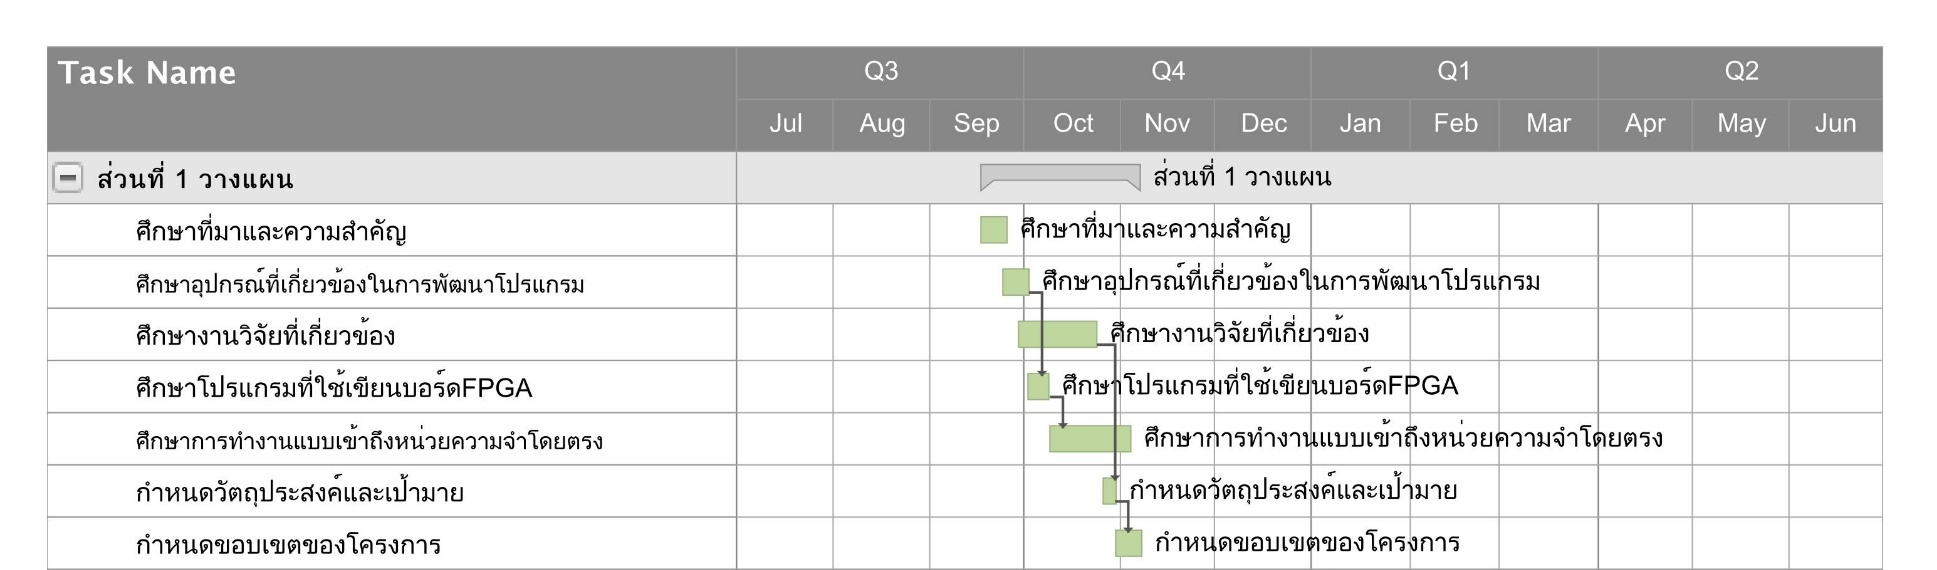 Task Name
Q3 Q4 Q1 Q2
Jul Aug Sep Oct Nov Dec Jan Feb Mar Apr May Jun
ส่วนที่ 1 วางแผน ส่วนที่ 1 วางแผน
ศึกษาที่มาและความสำคัญ ศึกษาที่มาและความสำคัญ
ศึกษาอุปกรณ์ที่เกี่ยวข้องในการพัฒนาโปรแกรม ศึกษาอุปกรณ์ที่เกี่ยวข้องในการพัฒนาโปรแกรม
ศึกษางานวิจัยที่เกี่ยวข้อง ศึกษางานวิจัยที่เกี่ยวข้อง
ศึกษาโปรแกรมที่ใช้เขียนบอร์ดFPGA ศึกษาโปรแกรมที่ใช้เขียนบอร์ดFPGA
ศึกษาการทำงานแบบเข้าถึงหน่วยความจำโดยตรง ศึกษาการทำงานแบบเข้าถึงหน่วยความจำโดยตรง
กำหนดวัตถุประสงค์และเป้ามาย กำหนดวัตถุประสงค์และเป้ามาย
กำหนดขอบเขตของโครงการ กำหนดขอบเขตของโครงการ